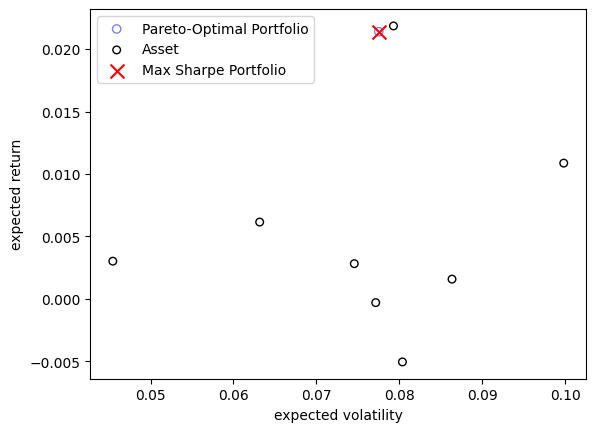 Pareto-Optimal Portfolio
Asset
Max Sharpe Portfolio
expected return
0.020
0.015
0.010
0.005
0.000
−0.005
0.05 0.06 0.07 0.08 0.09 0.10
expected volatility